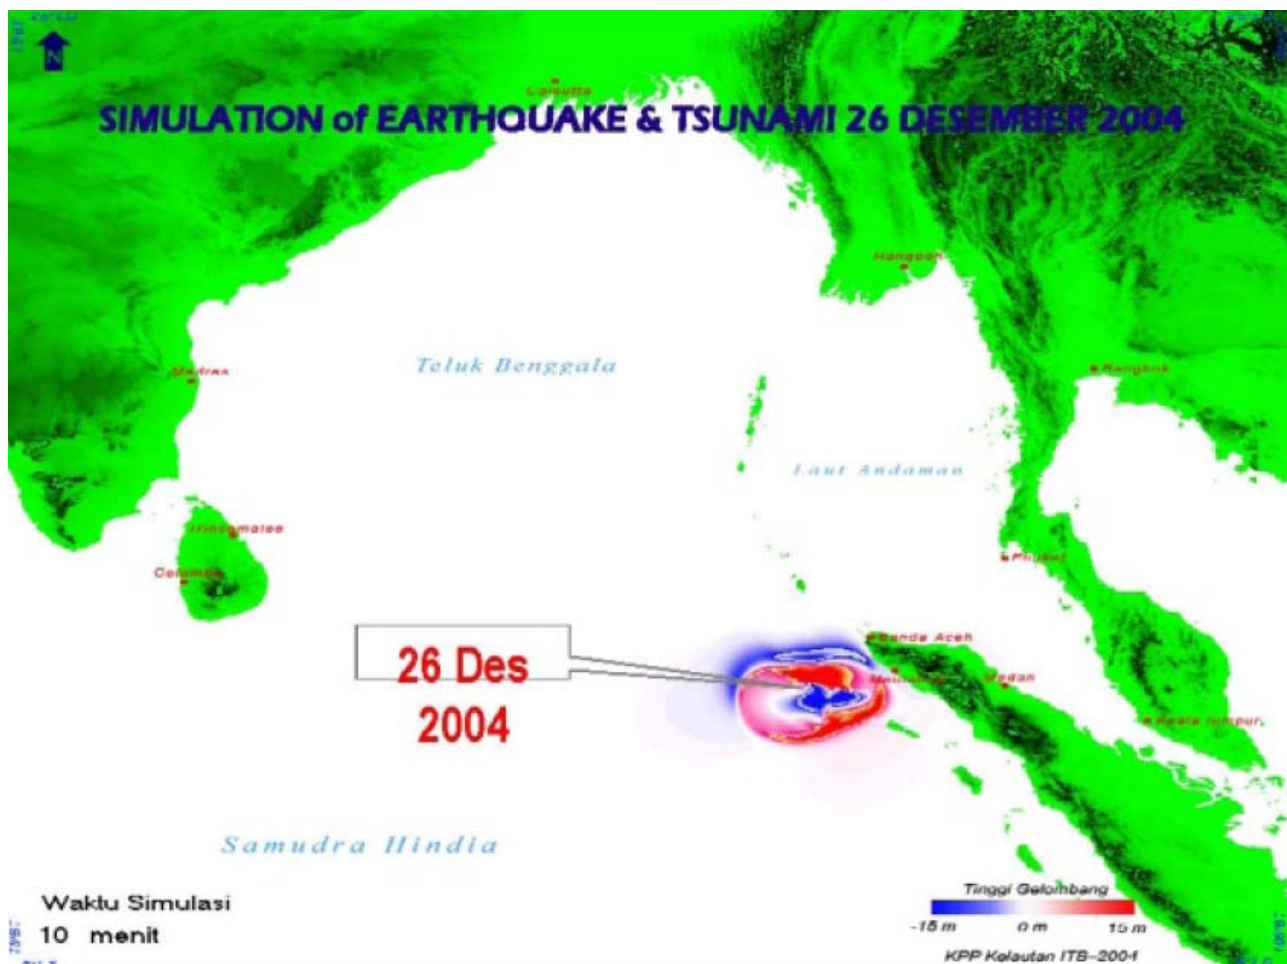 N
Calcutta
SIMULATION of EARTHQUAKE & TSUNAMI 26 DESEMBER 2004
Rangoon
Teluk Benggala
Madras
Bangkok
Laut Andaman
Trincomalee
Phuket
Colombo
Banda Aceh
26 Des
2004
Medan
Kuala lumpur
Samudra Hindia
Waktu Simulasi
10 menit
Tinggi Gelombang
-15 m 0 m 15 m
KPP Kelautan ITB-2004